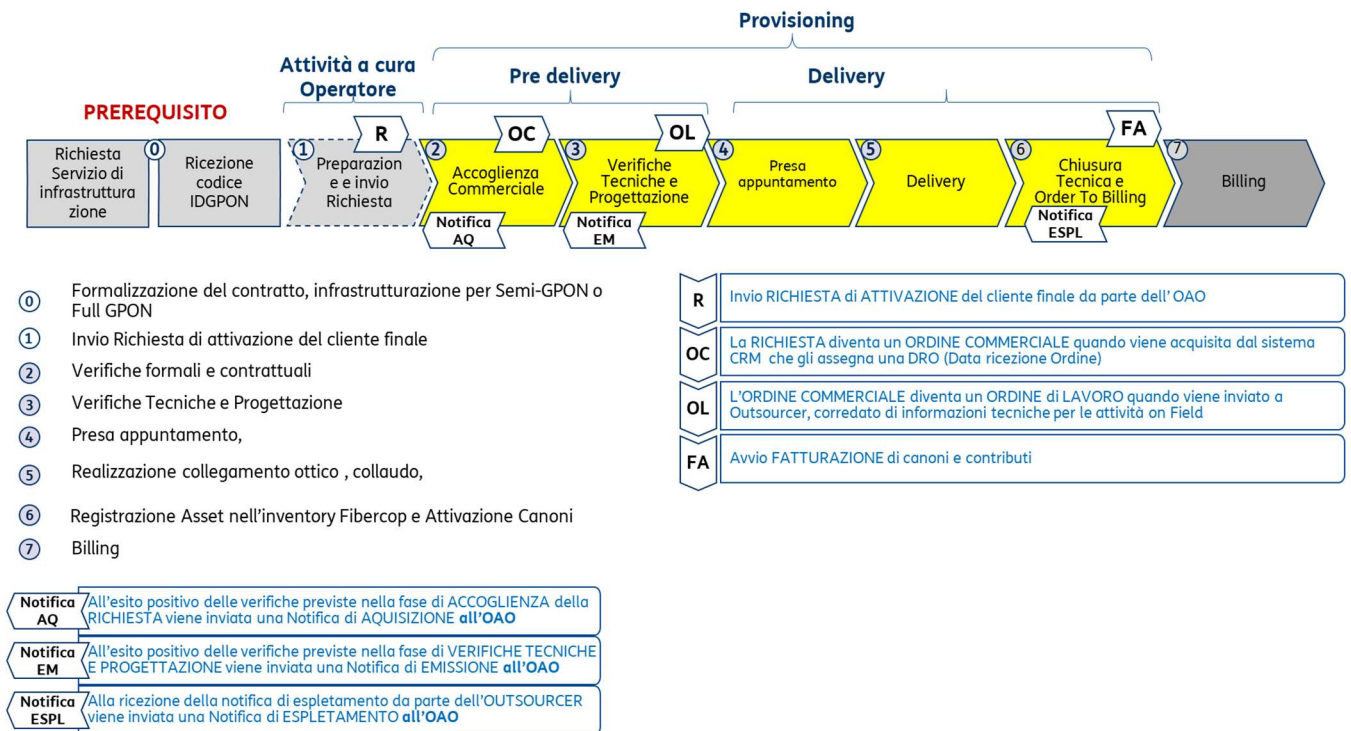 Provisioning
Attività a cura
Operatore
Pre delivery
Delivery
PREREQUISITO
R
OC
OL
FA
Richiesta
Servizio di
infrastruttura
zione
0
Ricezione
codice
IDGPON
1
Preparazion
e e invio
Richiesta
2
Accoglienza
Commerciale
Notifica
AQ
3
Verifiche
Tecniche e
Progettazione
Notifica
EM
4
Presa
appuntamento
5
Delivery
6
Chiusura
Tecnica e
Order To Billing
Notifica
ESPL
7
Billing
0 Formalizzazione del contratto, infrastrutturazione per Semi-GPON o
Full GPON
1 Invio Richiesta di attivazione del cliente finale
2 Verifiche formali e contrattuali
3 Verifiche Tecniche e Progettazione
4 Presa appuntamento,
5 Realizzazione collegamento ottico , collaudo,
6 Registrazione Asset nell'inventory Fibercop e Attivazione Canoni
7 Billing
R Invio RICHIESTA di ATTIVAZIONE del cliente finale da parte dell' OAO
OC
La RICHIESTA diventa un ORDINE COMMERCIALE quando viene acquisita dal sistema
CRM che gli assegna una DRO (Data ricezione Ordine)
OL
L'ORDINE COMMERCIALE diventa un ORDINE di LAVORO quando viene inviato a
Outsourcer, corredato di informazioni tecniche per le attività on Field
FA Avvio FATTURAZIONE di canoni e contributi
Notifica
AQ
All'esito positivo delle verifiche previste nella fase di ACCOGLIENZA della
RICHIESTA viene inviata una Notifica di AQUISIZIONE all'OAO
Notifica
EM
All'esito positivo delle verifiche previste nella fase di VERIFICHE TECNICHE
E PROGETTAZIONE viene inviata una Notifica di EMISSIONE all'OAO
Notifica
ESPL
Alla ricezione della notifica di espletamento da parte dell'OUTSOURCER
viene inviata una Notifica di ESPLETAMENTO all'OAO